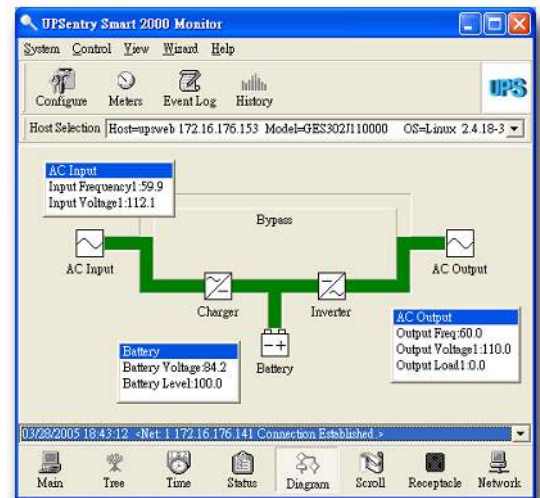 UPSentry Smart 2000 Monitor
System Control View Wizard Help
Configure Meters Event Log History
UPS
Host Selection Host=upsweb 172.16.176.153 Model=GES302J110000 OS=Linux 2.4.18-3
AC Input
Input Frequency1:59.9
Input Voltage1:112.1
Bypass
AC Input
AC Output
Charger
Inverter
AC Output
Output Freq:60.0
Output Voltage1:110.0
Output Load1:0.0
Battery
Battery Voltage:84.2
Battery Level:100.0
Battery
03/28/2005 18:43:12 <Net: 1 172.16.176.141 Connection Established.>
Main Tree Time Status Diagram Scroll Receptacle Network